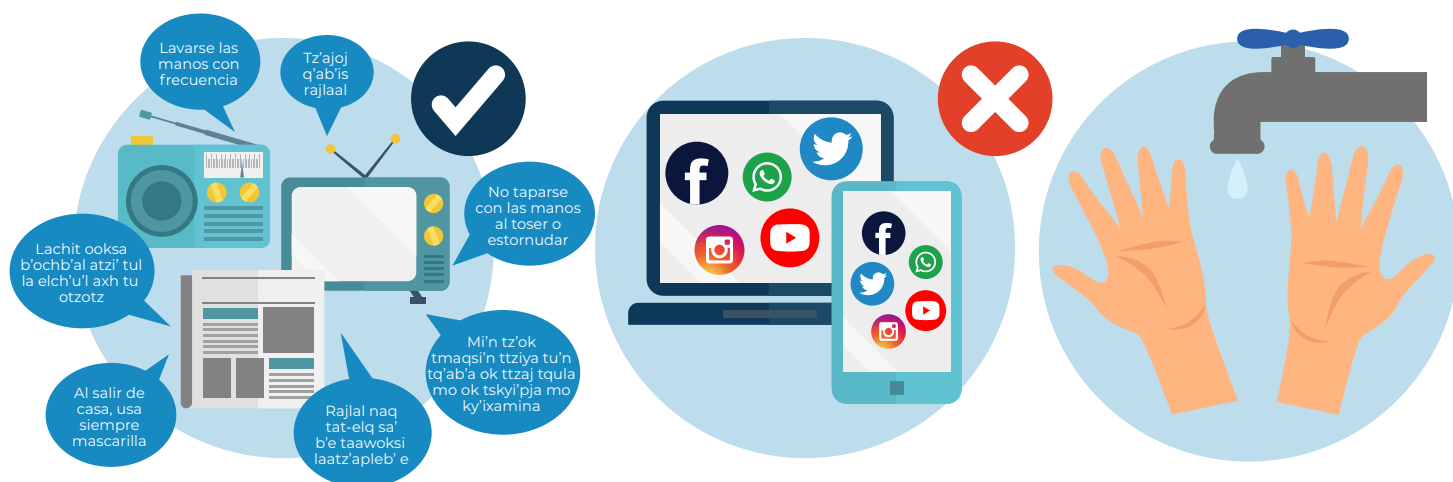 Lavarse las
manos con
frecuencia
Tz'ajoj
q'ab'is
rajlaal
No taparse
con las manos
al toser o
estornudar
Lachit ooksa
b'ochb'al atzi' tul
la elch'u'l axh tu
otzotz
Mi'n tz'ok
tmaqsi'n ttziya tu'n
tq'ab'a ok ttzaj tqula
mo ok tskyi'pja mo
ky'ixamina
Al salir de
casa, usa
siempre
mascarilla
Rajlal naq
tat-elq sa'
b'e taawoksi
laatz'apleb' e